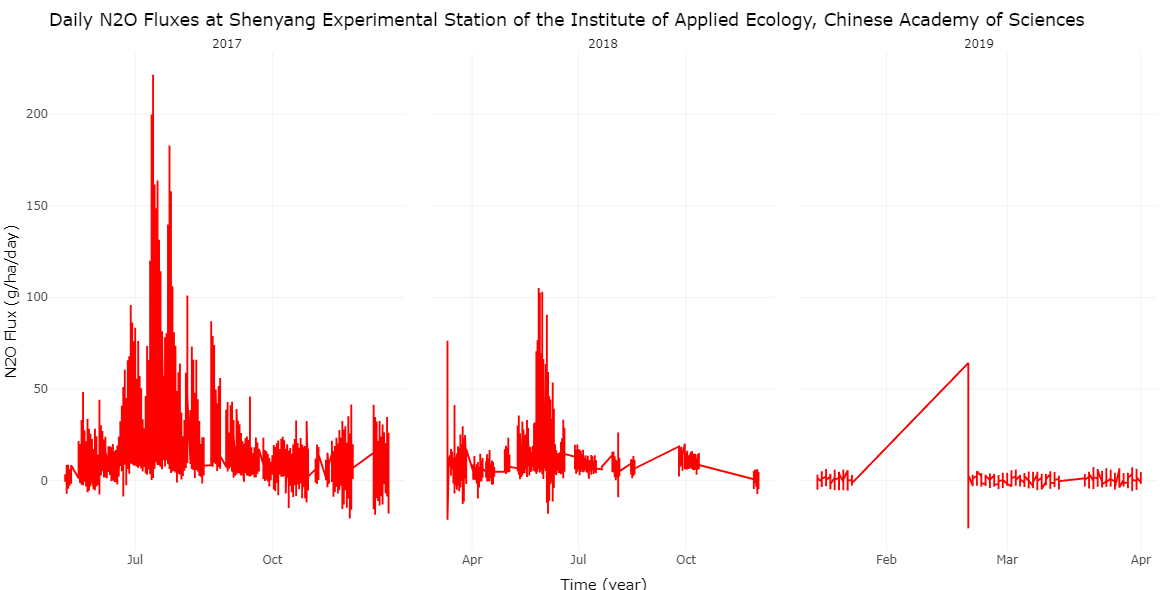 Daily N2O Fluxes at Shenyang Experimental Station of the Institute of Applied Ecology, Chinese Academy of Sciences
2017 2018 2019
N2O Flux (g/ha/day)
200
150
100
50
0
Jul Oct Apr Jul Oct Feb Mar Apr
Time (year)